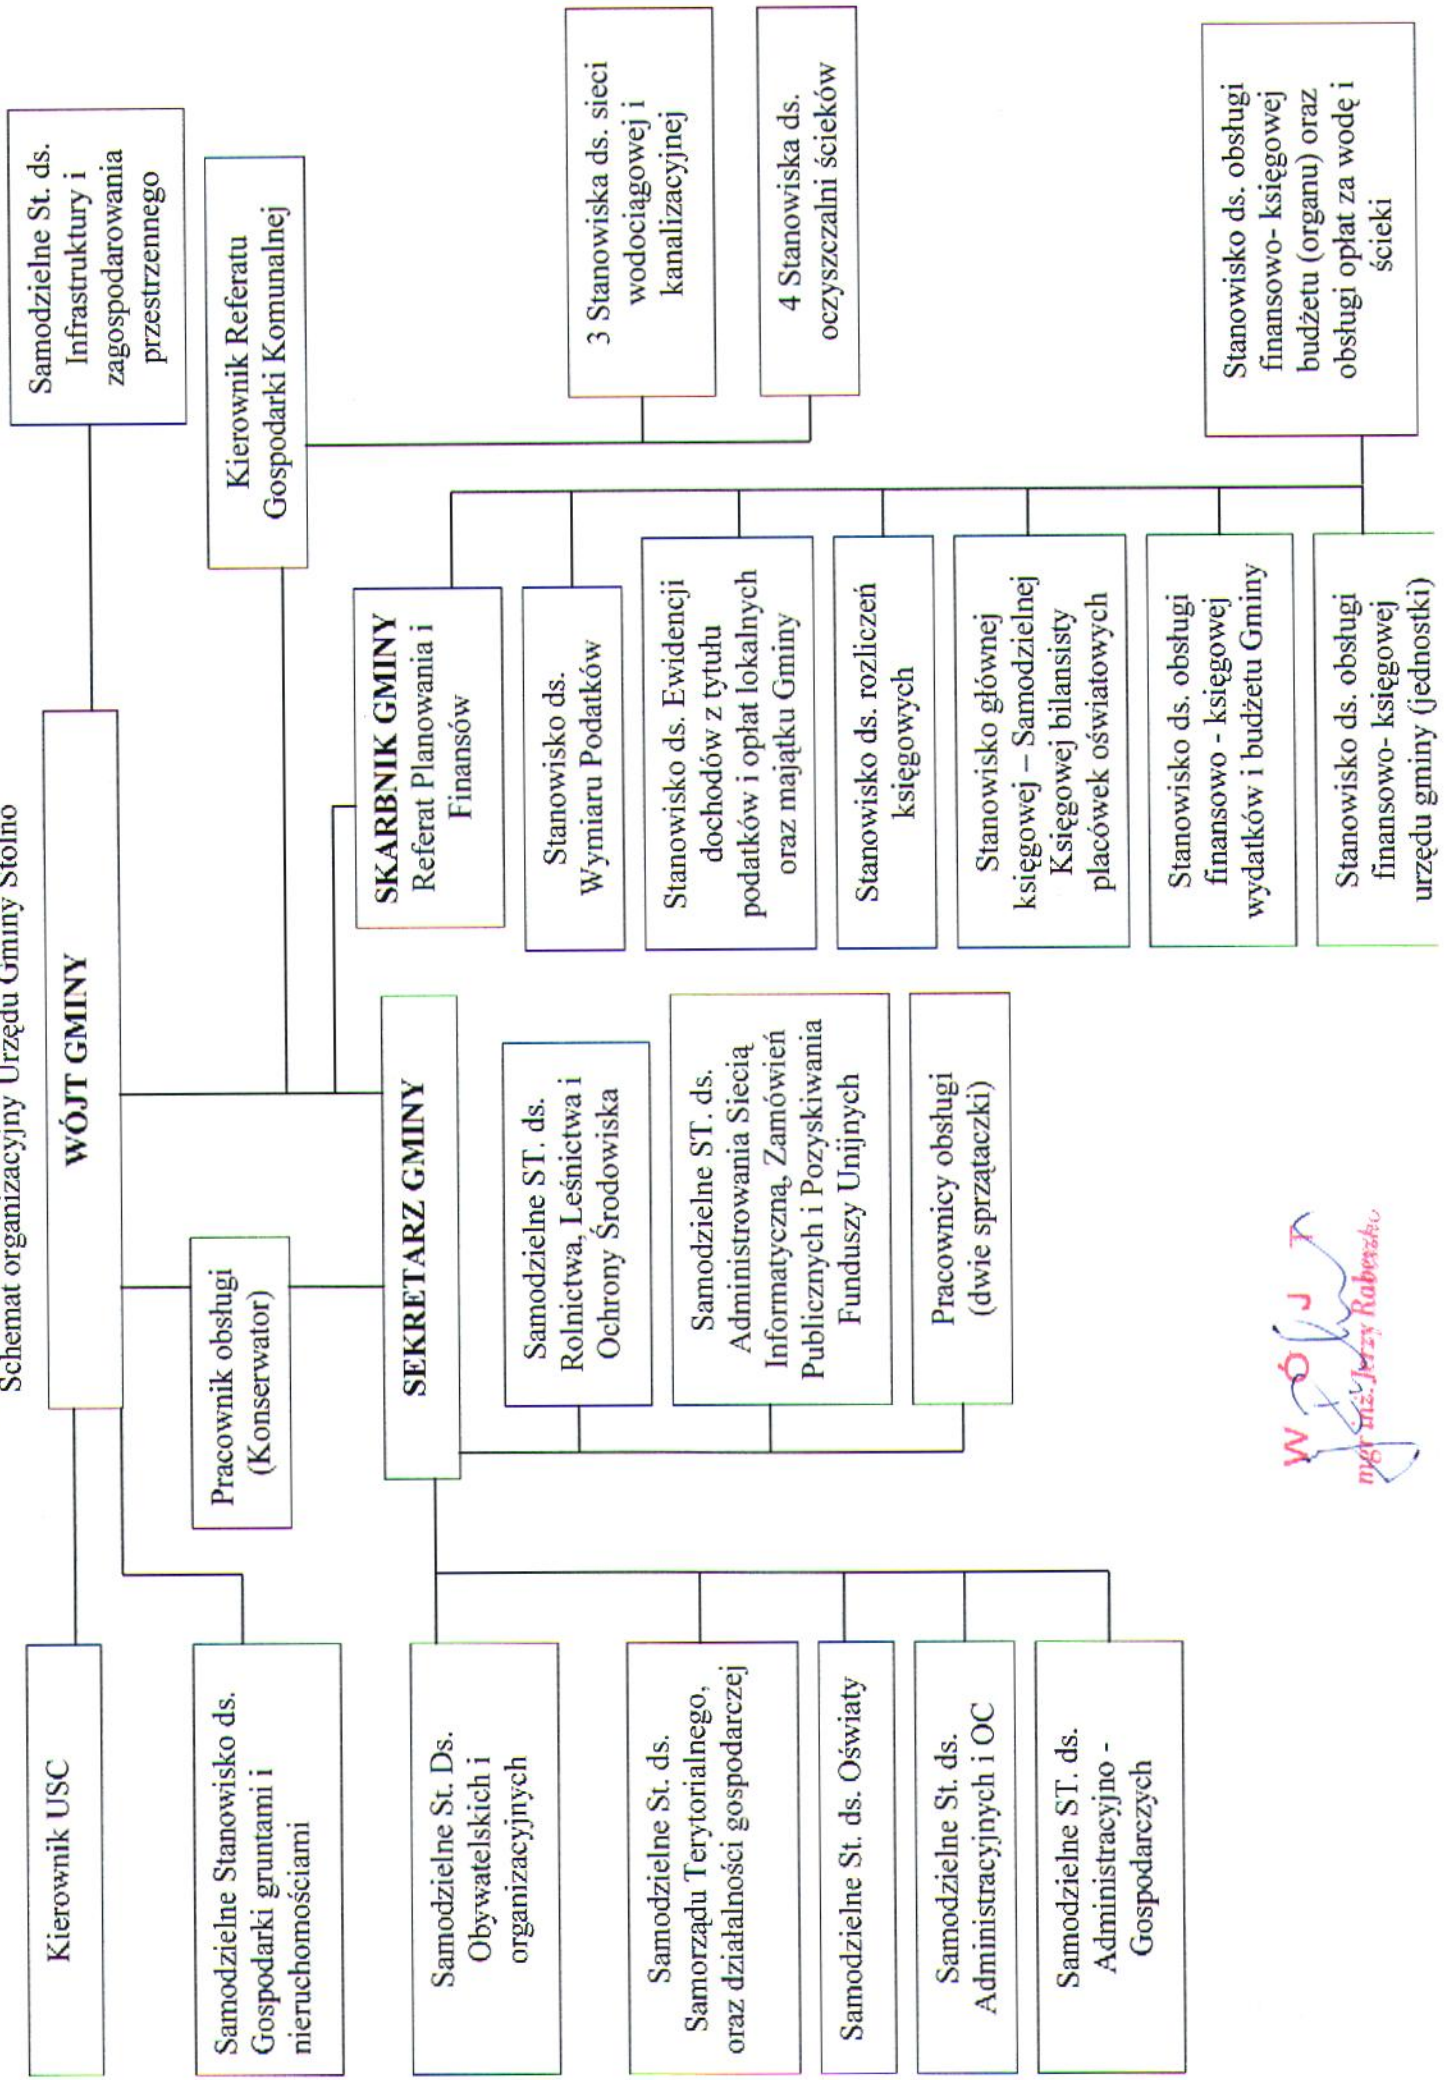 Schemat organizacyjny Urzędu Gminy Stolno
WÓJT GMINY
Kierownik USC
Samodzielne Stanowisko ds.
Gospodarki gruntami i
nieruchomościami
Pracownik obsługi
(Konserwator)
Samodzielne St. ds.
Infrastruktury i
zagospodarowania
przestrzennego
Kierownik Referatu
Gospodarki Komunalnej
3 Stanowiska ds. sieci
wodociągowej i
kanalizacyjnej
4 Stanowiska ds.
oczyszczalni ścieków
SEKRETARZ GMINY
Samodzielne St. Ds.
Obywatelskich i
organizacyjnych
Samodzielne St. ds.
Samorządu Terytorialnego,
oraz działalności gospodarczej
Samodzielne St. ds. Oświaty
Samodzielne St. ds.
Administracyjnych i OC
Samodzielne ST. ds.
Administracyjno -
Gospodarczych
Samodzielne ST. ds.
Rolnictwa, Leśnictwa i
Ochrony Środowiska
Samodzielne ST. ds.
Administrowania Siecią
Informatyczna, Zamówień
Publicznych i Pozyskiwania
Funduszy Unijnych
Pracownicy obsługi
(dwie sprzątaczki)
SKARBNIK GMINY
Referat Planowania i
Finansów
Stanowisko ds.
Wymiaru Podatków
Stanowisko ds. Ewidencji
dochodów z tytułu
podatków i opłat lokalnych
oraz majątku Gminy
Stanowisko ds. rozliczeń
księgowych
Stanowisko głównej
księgowej – Samodzielnej
Księgowej bilansisty
placówek oświatowych
Stanowisko ds. obsługi
finansowo - księgowej
wydatków i budżetu Gminy
Stanowisko ds. obsługi
finansowo- księgowej
urzędu gminy (jednostki)
Stanowisko ds. obsługi
finansowo- księgowej
budżetu (organu) oraz
obsługi opłat za wodę i
ścieki
WÓJT
mgr inż. Jerzy Rabeszko